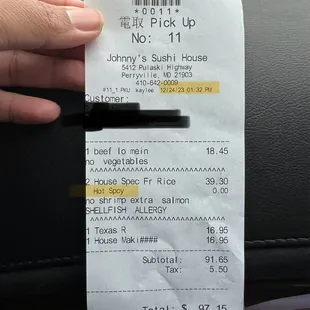 *0011*
電取 Pick Up
No: 11
Johnny's Sushi House
5412 Pulaski Highway
Perryville, MD 21903
410-642-0009
#11_1 PKU kaylee 12/24/23 01:32 PM
Customer:
1 beef lo mein 18.45
no vegetables
^^^^^^^^^^^^^^^^^^^^^^^^
2 House Spec Fr Rice 39.30
Hot Spcy 0.00
no shrimp extra salmon
SHELLFISH ALLERGY
^^^^^^^^^^^^^^^^^^^^^^^^
1 Texas R 16.95
1 House Maki#### 16.95
Subtotal: 91.65
Tax: 5.50
Total: $ 97.15